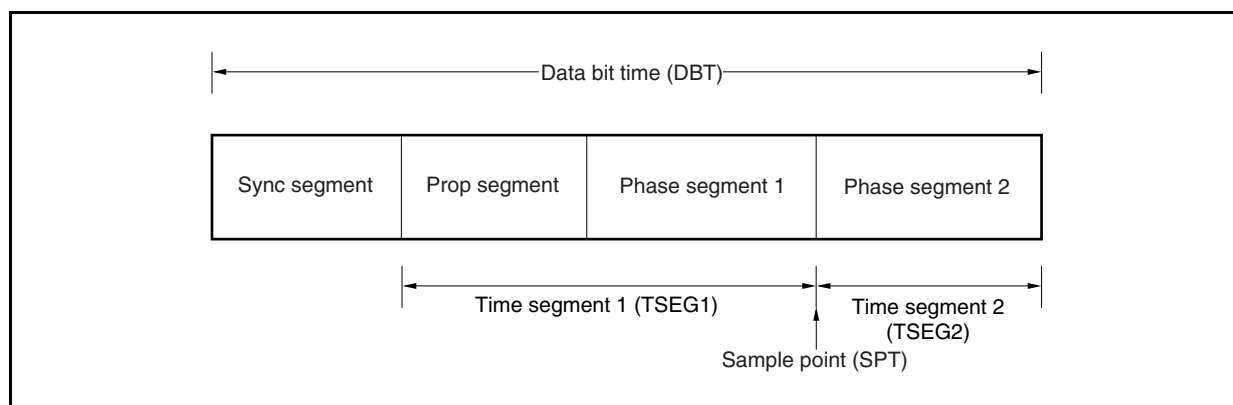 Data bit time (DBT)
Sync segment
Prop segment
Phase segment 1
Phase segment 2
Time segment 1 (TSEG1)
Time segment 2
(TSEG2)
Sample point (SPT)